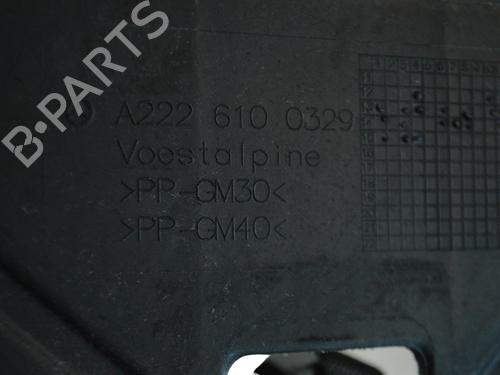 A222 610 0329
Voestalpine
>PP-GM30<
>PP-GM40<
B-PARTS